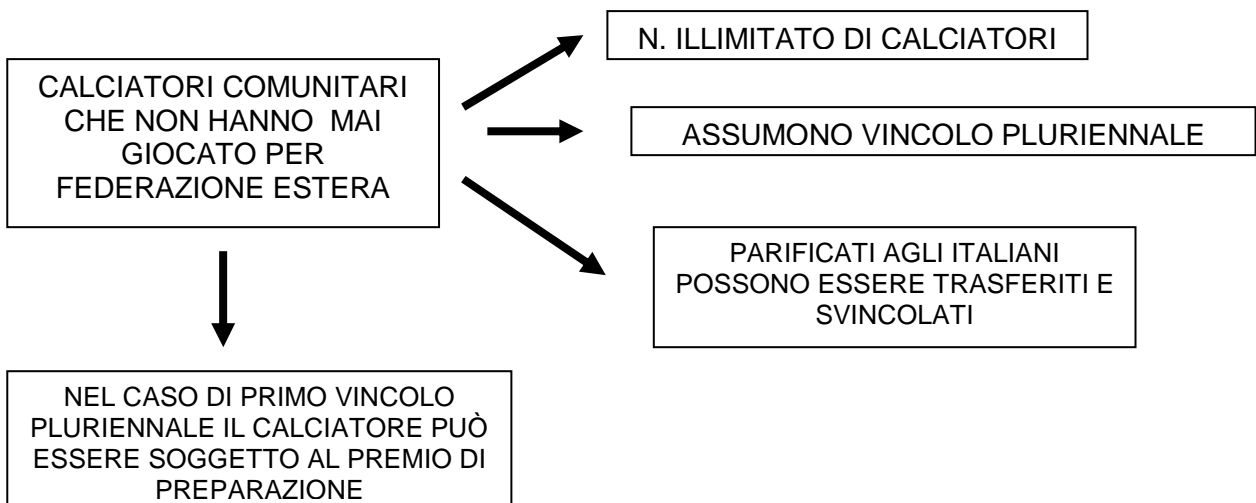 CALCIATORI COMUNITARI
CHE NON HANNO MAI
GIOCATO PER
FEDERAZIONE ESTERA
N. ILLIMITATO DI CALCIATORI
ASSUMONO VINCOLO PLURIENNALE
PARIFICATI AGLI ITALIANI
POSSONO ESSERE TRASFERITI E
SVINCOLATI
NEL CASO DI PRIMO VINCOLO
PLURIENNALE IL CALCIATORE PUÒ
ESSERE SOGGETTO AL PREMIO DI
PREPARAZIONE